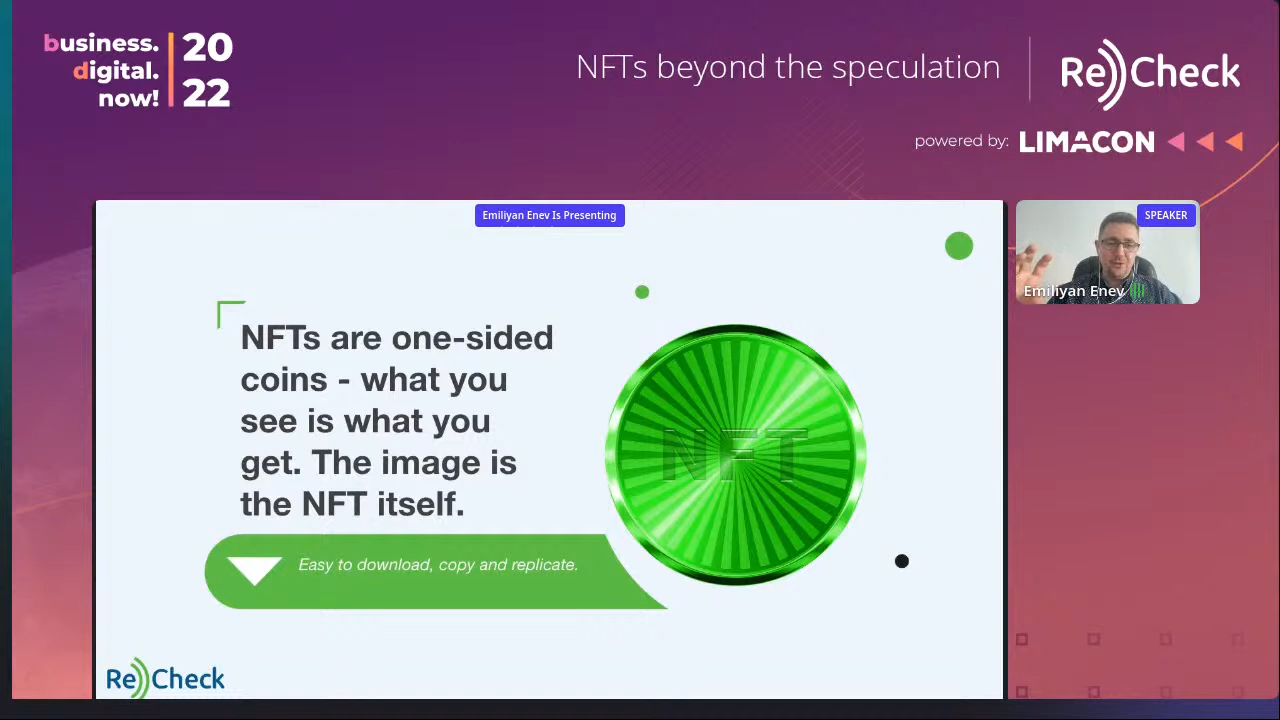 business.
digital.
now!
20
22
NFTs beyond the speculation
Re))Check
powered by: LIMACON
Emiliyan Enev Is Presenting
SPEAKER
Emiliyan Enev
NFTs are one-sided
coins - what you
see is what you
get. The image is
the NFT itself.
NFT
Easy to download, copy and replicate.
Re))Check